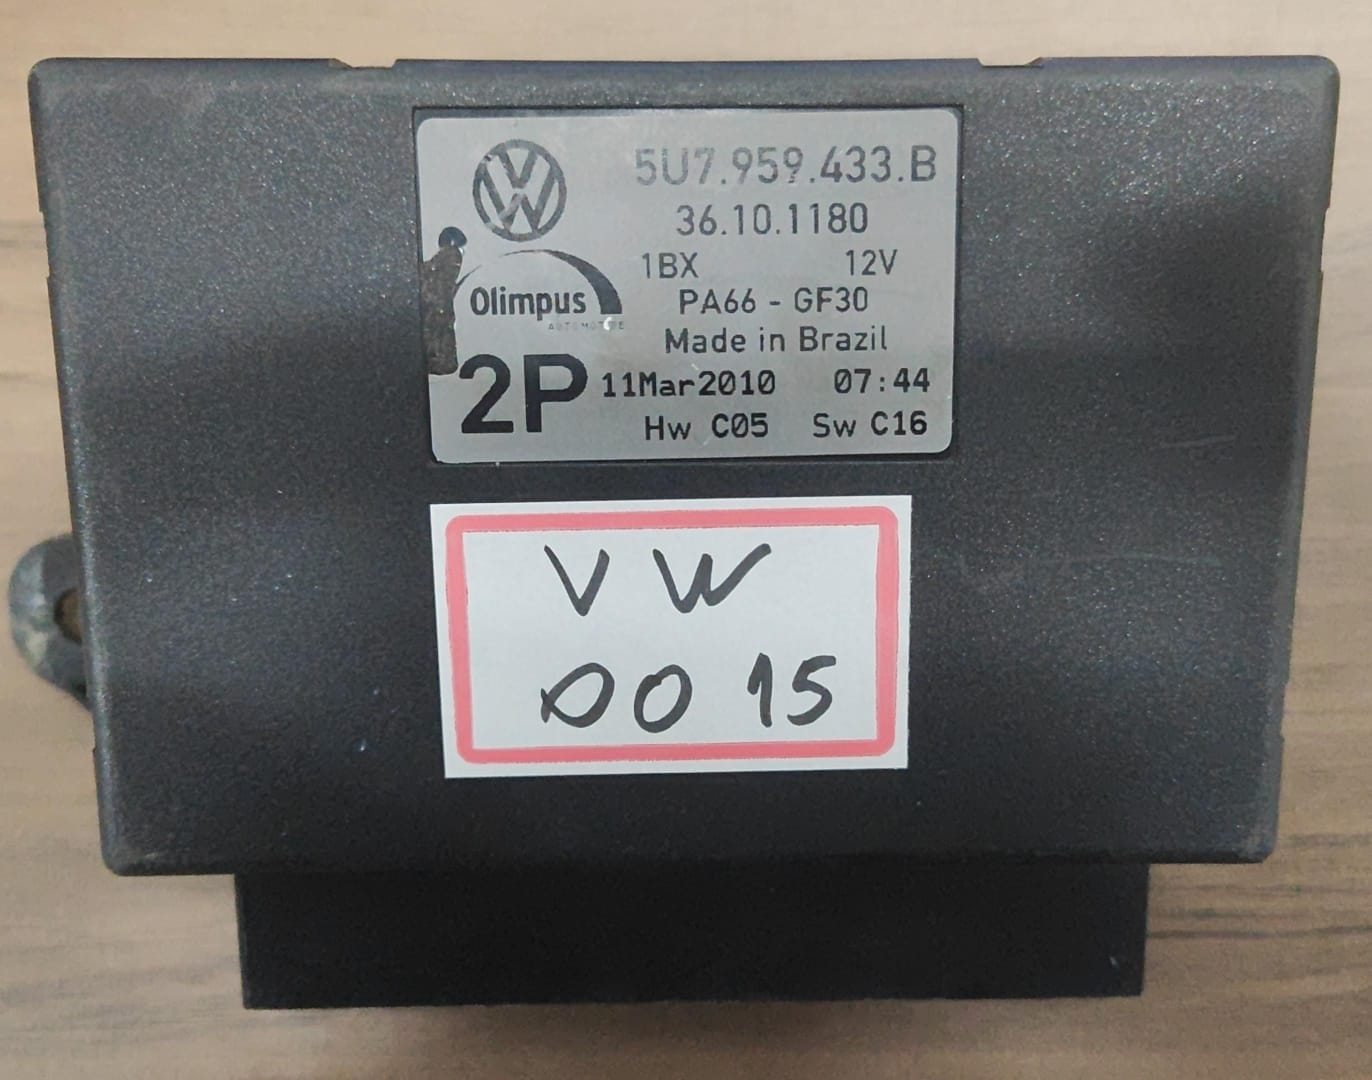 5U7.959.433.B
36.10.1180
1BX 12V
Olimpus
AUTOMOTIVE
PA66 - GF30
Made in Brazil
2P 11Mar2010 07:44
Hw C05 Sw C16
VW
0015